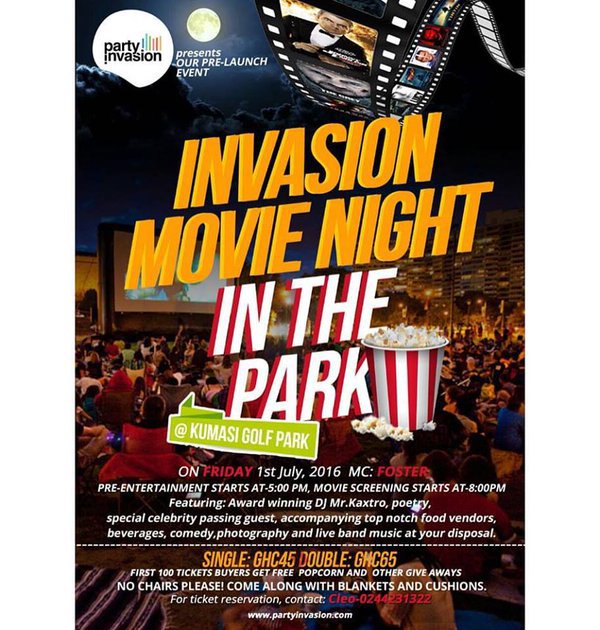 party
invasion
presents
OUR PRE-LAUNCH
EVENT
INVASION
MOVIE NIGHT
IN THE
PARK
@ KUMASI GOLF PARK
ON FRIDAY 1st July, 2016 MC: FOSTER
PRE-ENTERTAINMENT STARTS AT-5:00 PM, MOVIE SCREENING STARTS AT-8:00PM
Featuring: Award winning DJ Mr.Kaxtro, poetry,
special celebrity passing guest, accompanying top notch food vendors,
beverages, comedy,photography and live band music at your disposal.
SINGLE: GHC45 DOUBLE: GHC65
FIRST 100 TICKETS BUYERS GET FREE POPCORN AND OTHER GIVE AWAYS
NO CHAIRS PLEASE! COME ALONG WITH BLANKETS AND CUSHIONS.
For ticket reservation, contact: Cleo-0244231322
www.partyinvasion.com